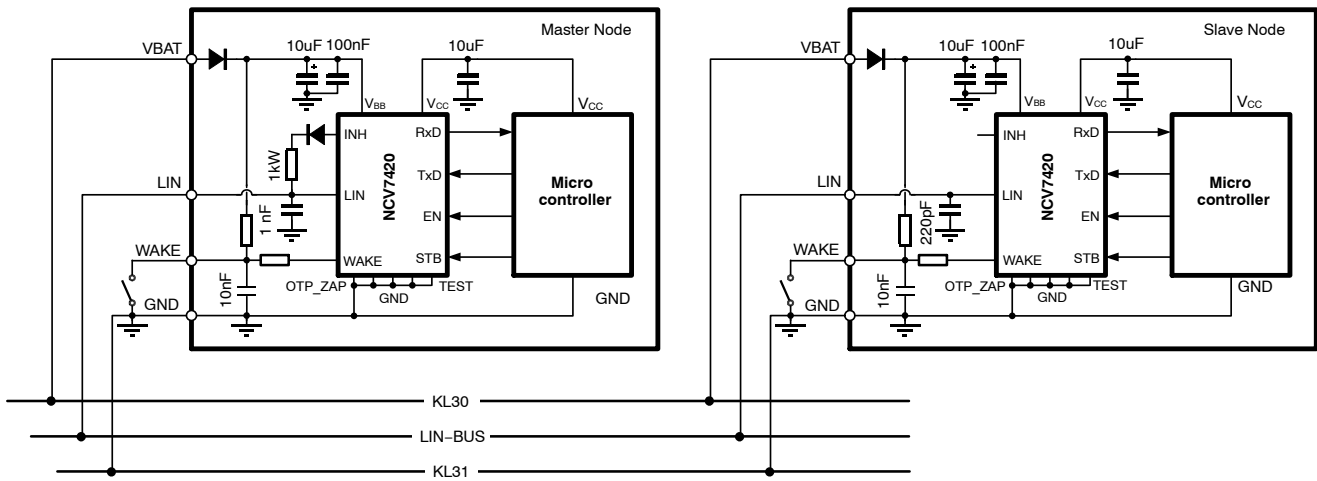 Master Node
VBAT
10uF 100nF
10uF
VBB
VCC
VCC
INH
RxD
1kW
TxD
NCV7420
Micro
controller
LIN
LIN
1 nF
EN
WAKE
WAKE
STB
10nF
OTP_ZAP
GND
TEST
GND
GND
Slave Node
VBAT
10uF 100nF
10uF
VBB
VCC
VCC
INH
RxD
TxD
NCV7420
Micro
controller
LIN
LIN
220pF
EN
WAKE
WAKE
STB
10nF
OTP_ZAP
GND
TEST
GND
GND
KL30
LIN−BUS
KL31